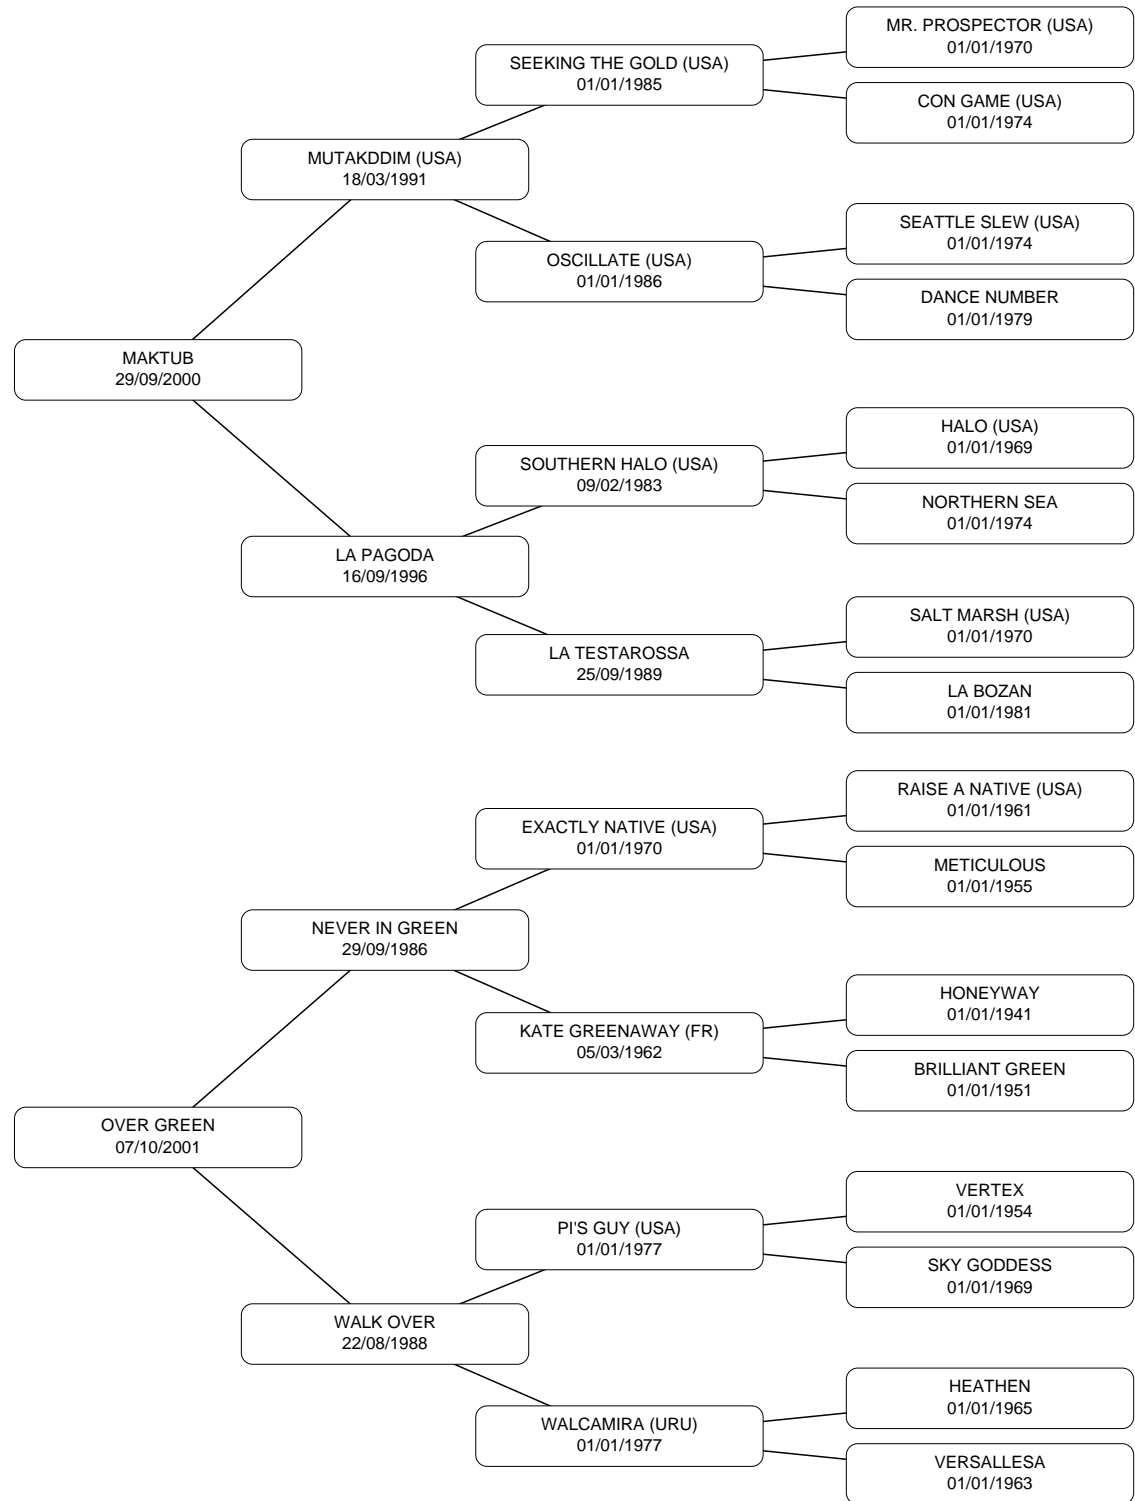 MR. PROSPECTOR (USA)
01/01/1970
SEEKING THE GOLD (USA)
01/01/1985
CON GAME (USA)
01/01/1974
MUTAKDDIM (USA)
18/03/1991
SEATTLE SLEW (USA)
01/01/1974
OSCILLATE (USA)
01/01/1986
DANCE NUMBER
01/01/1979
MAKTUB
29/09/2000
HALO (USA)
01/01/1969
SOUTHERN HALO (USA)
09/02/1983
NORTHERN SEA
01/01/1974
LA PAGODA
16/09/1996
SALT MARSH (USA)
01/01/1970
LA TESTAROSSA
25/09/1989
LA BOZAN
01/01/1981
RAISE A NATIVE (USA)
01/01/1961
EXACTLY NATIVE (USA)
01/01/1970
METICULOUS
01/01/1955
NEVER IN GREEN
29/09/1986
HONEYWAY
01/01/1941
KATE GREENAWAY (FR)
05/03/1962
BRILLIANT GREEN
01/01/1951
OVER GREEN
07/10/2001
VERTEX
01/01/1954
PI'S GUY (USA)
01/01/1977
SKY GODDESS
01/01/1969
WALK OVER
22/08/1988
HEATHEN
01/01/1965
WALCAMIRA (URU)
01/01/1977
VERSALLESA
01/01/1963